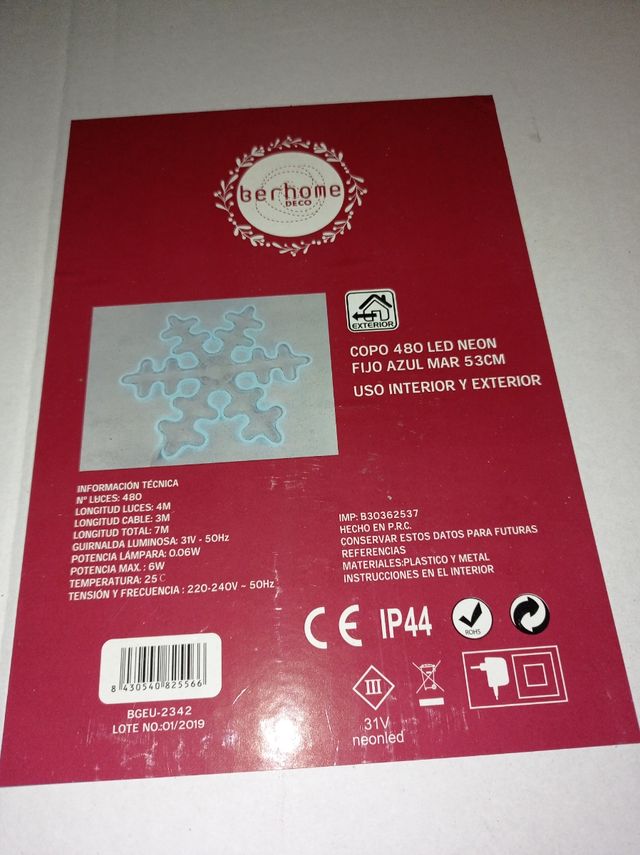 berhome
DECO
EXTERIOR
COPO 480 LED NEON
FIJO AZUL MAR 53CM
USO INTERIOR Y EXTERIOR
INFORMACIÓN TÉCNICA
Nº LUCES: 480
LONGITUD LUCES: 4M
LONGITUD CABLE: 3M
LONGITUD TOTAL: 7M
GUIRNALDA LUMINOSA: 31V - 50Hz
POTENCIA LÁMPARA: 0.06W
POTENCIA MAX. : 6W
TEMPERATURA: 25 C
TENSIÓN Y FRECUENCIA : 220-240V ~ 50Hz
IMP: B30362537
HECHO EN P.R.C.
CONSERVAR ESTOS DATOS PARA FUTURAS
REFERENCIAS
MATERIALES:PLASTICO Y METAL
INSTRUCCIONES EN EL INTERIOR
CE IP44
ROHS
8 430540 825566
BGEU-2342
LOTE NO.:01/2019
III
31V
neonled